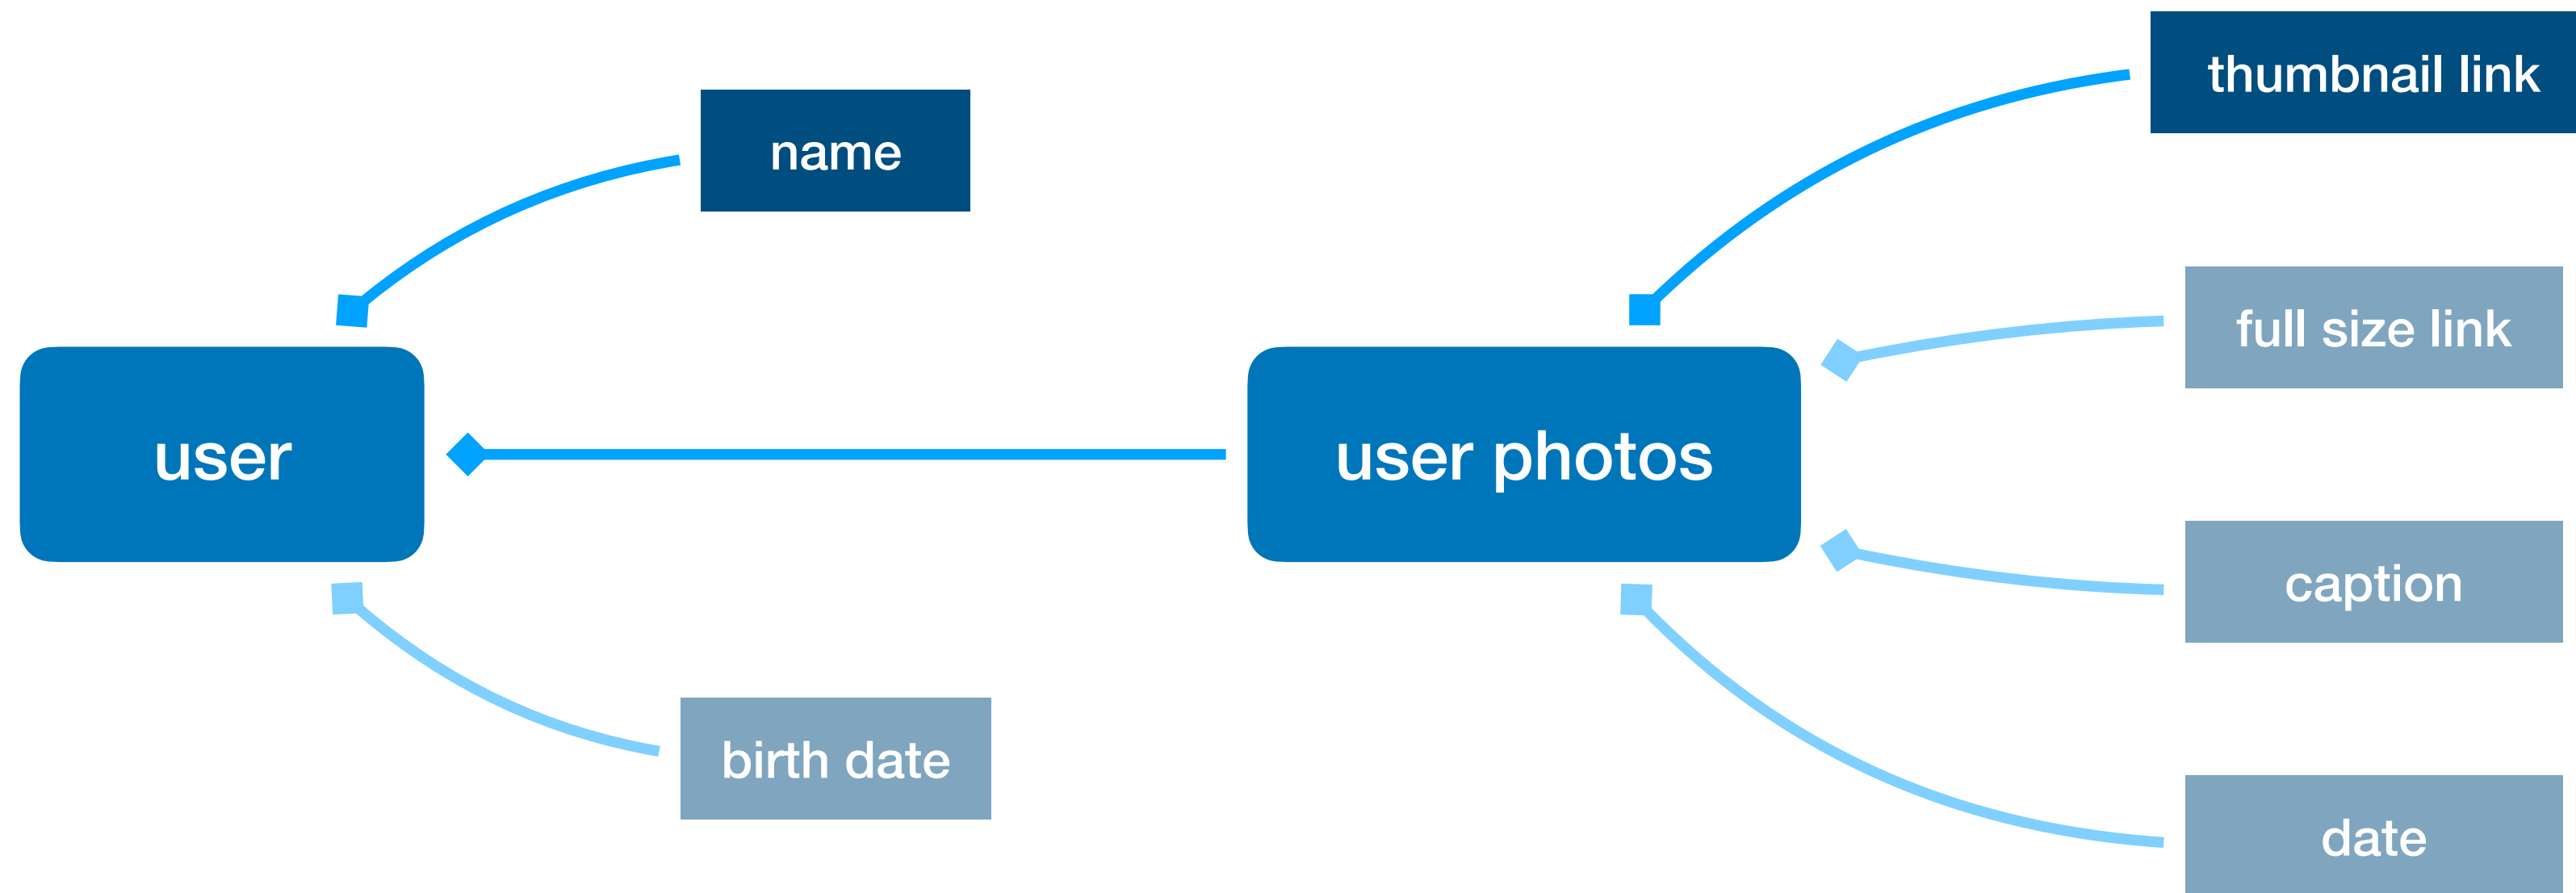 thumbnail link
name
full size link
user
user photos
caption
birth date
date